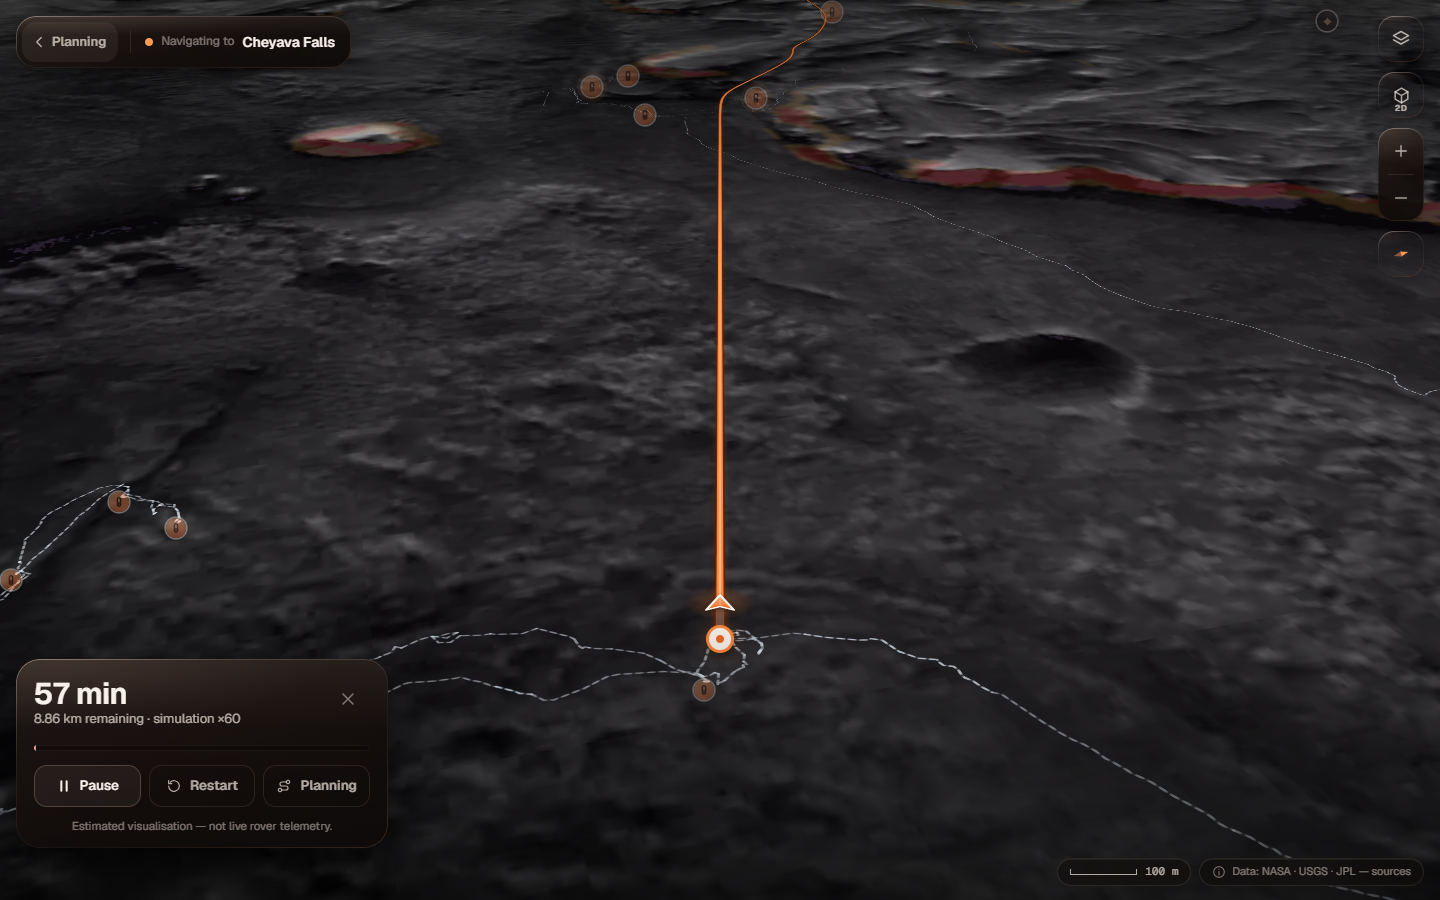 Planning
Navigating to Cheyava Falls
2D
57 min
8.86 km remaining · simulation ×60
Pause
Restart
Planning
Estimated visualisation — not live rover telemetry.
100 m
Data: NASA · USGS · JPL — sources